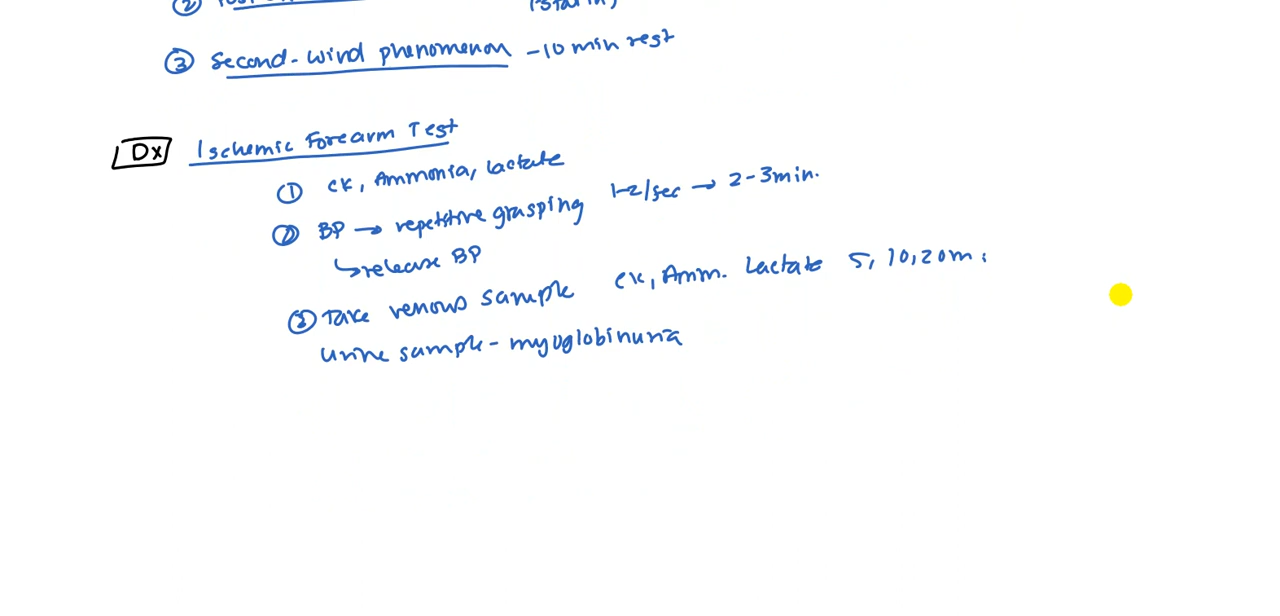 ②
③ Second-wind phenomenon - 10 min rest
Dx Ischemic Forearm Test
① CK, Ammonia, lactate
② BP → repetitive grasping 1-2/sec → 2-3min.
↳ release BP
③ Take venous sample CK, Amm. Lactate 5, 10, 20 m:
urine sample - myoglobinuria